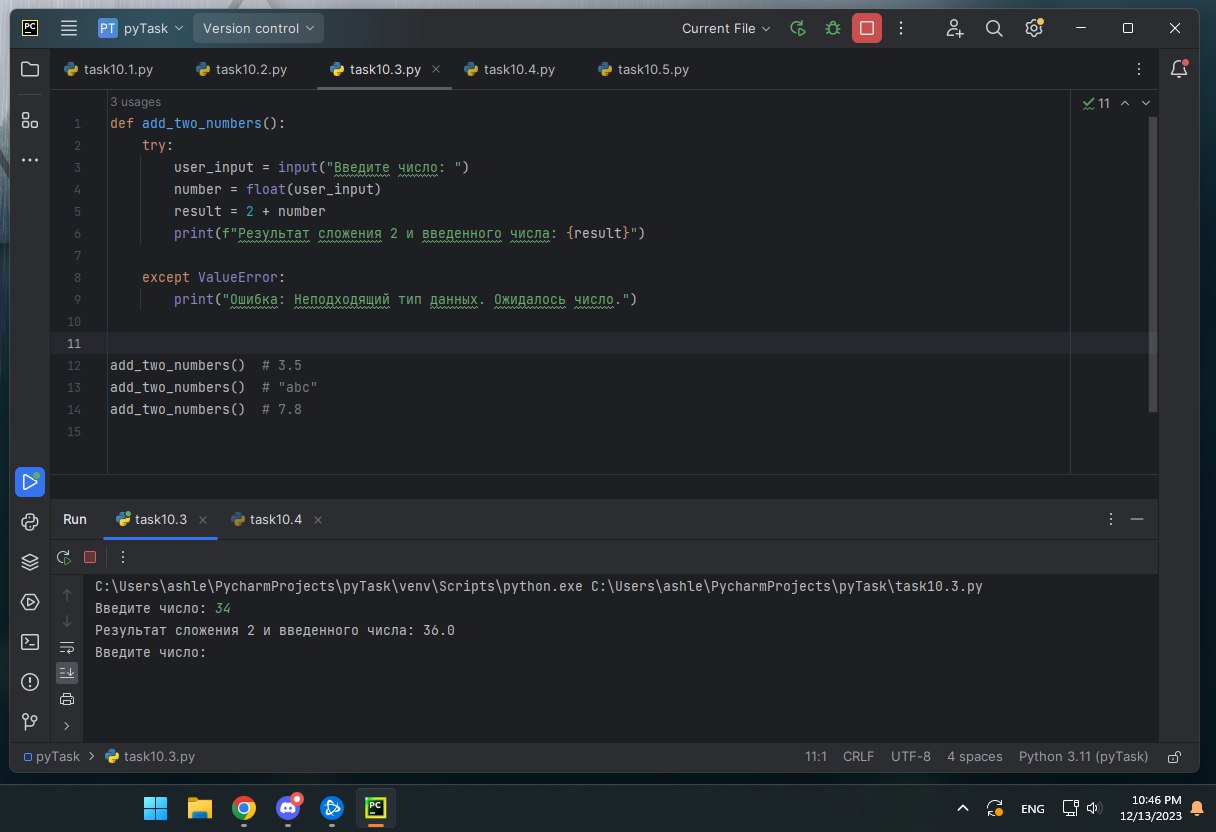 PC
PT pyTask Version control Current File
task10.1.py task10.2.py task10.3.py task10.4.py task10.5.py
3 usages
11
1 def add_two_numbers():
2 try:
3 user_input = input("Введите число: ")
4 number = float(user_input)
5 result = 2 + number
6 print(f"Результат сложения 2 и введенного числа: {result}")
7
8 except ValueError:
9 print("Ошибка: Неподходящий тип данных. Ожидалось число.")
10
11
12 add_two_numbers() # 3.5
13 add_two_numbers() # "abc"
14 add_two_numbers() # 7.8
15
Run task10.3 task10.4
C:\Users\ashle\PycharmProjects\pyTask\venv\Scripts\python.exe C:\Users\ashle\PycharmProjects\pyTask\task10.3.py
Введите число: 34
Результат сложения 2 и введенного числа: 36.0
Введите число:
pyTask task10.3.py 11:1 CRLF UTF-8 4 spaces Python 3.11 (pyTask)
PC
ENG
10:46 PM
12/13/2023